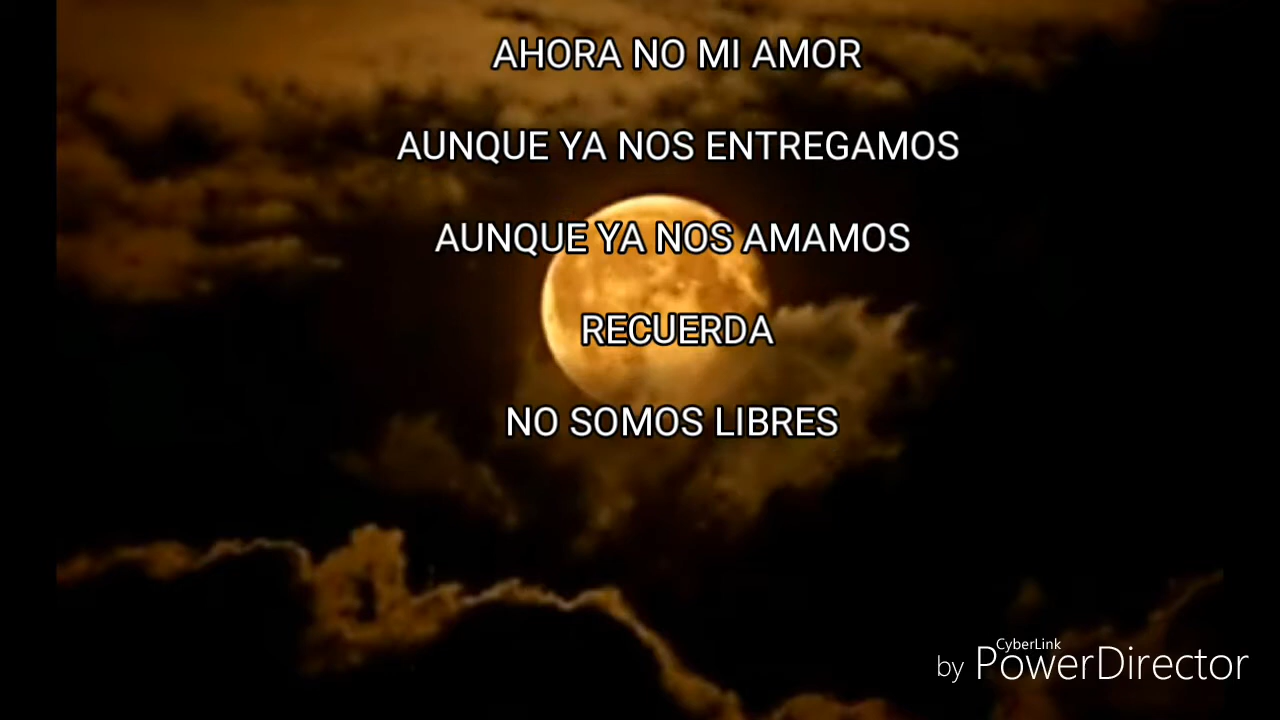 AHORA NO MI AMOR
AUNQUE YA NOS ENTREGAMOS
AUNQUE YA NOS AMAMOS
RECUERDA
NO SOMOS LIBRES
CyberLink
by PowerDirector